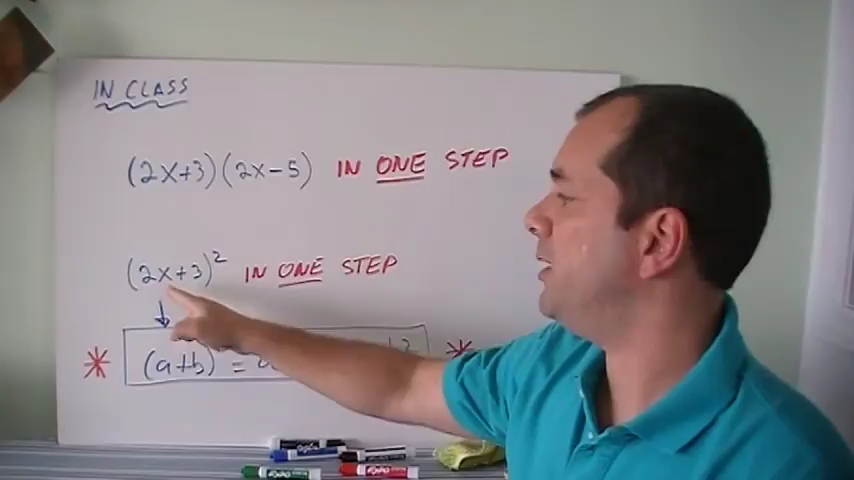 IN CLASS
(2x+3)(2x-5) IN ONE STEP
(2x+3)² IN ONE STEP
(a+b) =